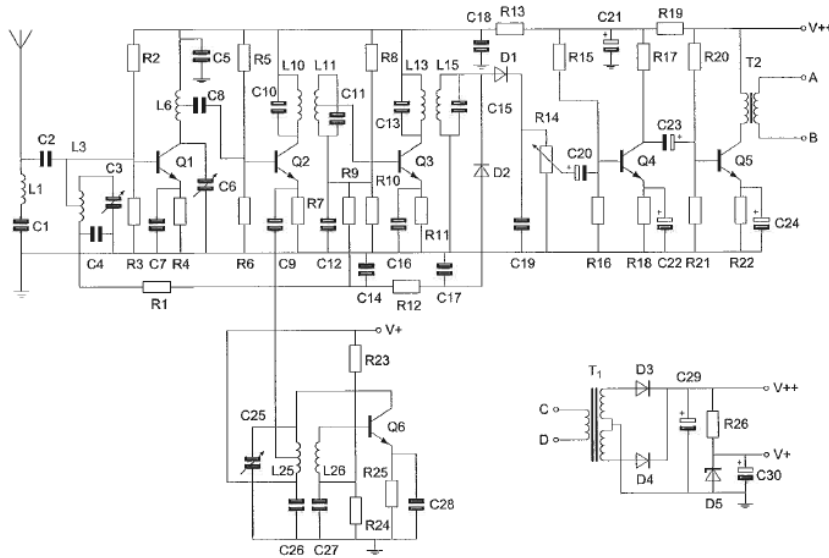 C18 R13 C21 R19 V++
R2 C5 R5 R8 D1 R15 R17 R20 T2
L10 L11 L13 L15
L6 C8 C10 C11 C13 C15 R14 A
C2 L3 C23 B
C3 Q1 Q2 Q3 C20 Q4 Q5
L1 C6 R9 D2
R7 R10
C1 C4 R11 C24
R3 C7 R4 R6 C9 C12 C16 C19 R16 R18 C22 R21 R22
R1 C14 R12 C17
V+
R23
T1 D3 C29 V++
C25 Q6 C
L25 L26 R25 D R26
V+
C28 D4 C30
R24 D5
C26 C27